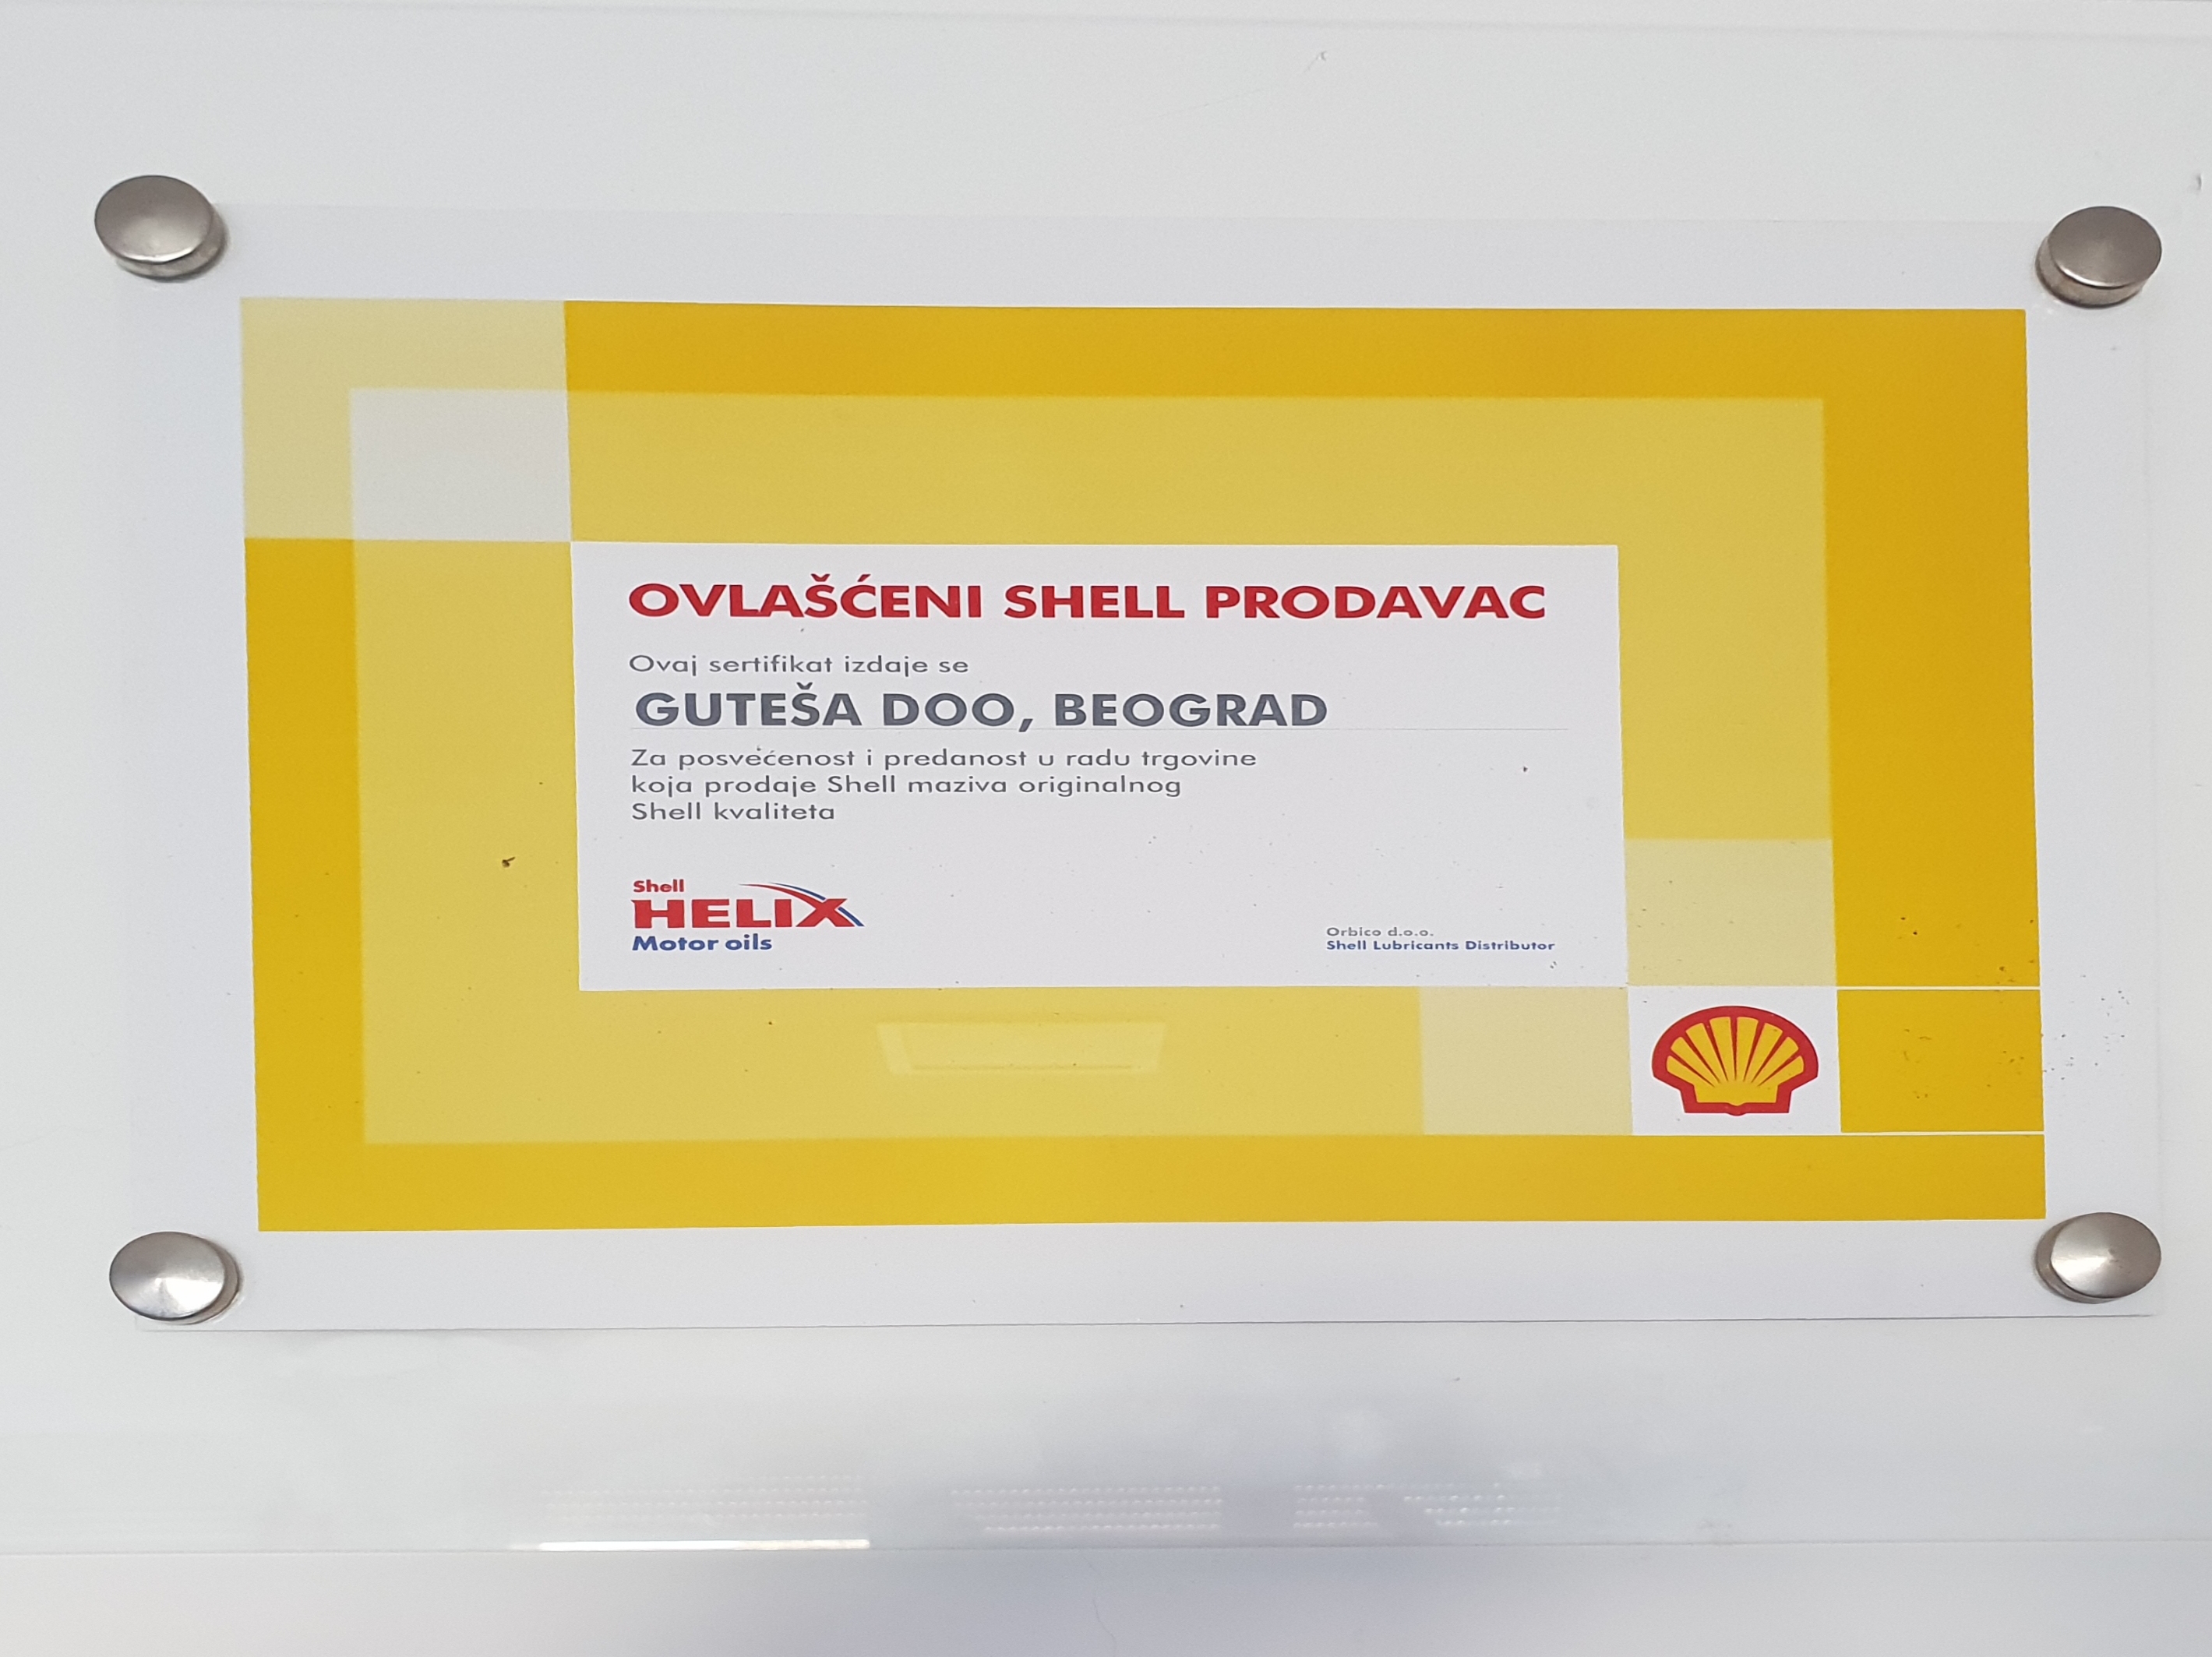 OVLAŠĆENI SHELL PRODAVAC
Ovaj sertifikat izdaje se
GUTEŠA DOO, BEOGRAD
Za posvećenost i predanost u radu trgovine
koja prodaje Shell maziva originalnog
Shell kvaliteta
Shell
HELIX
Motor oils
Orbico d.o.o.
Shell Lubricants Distributor